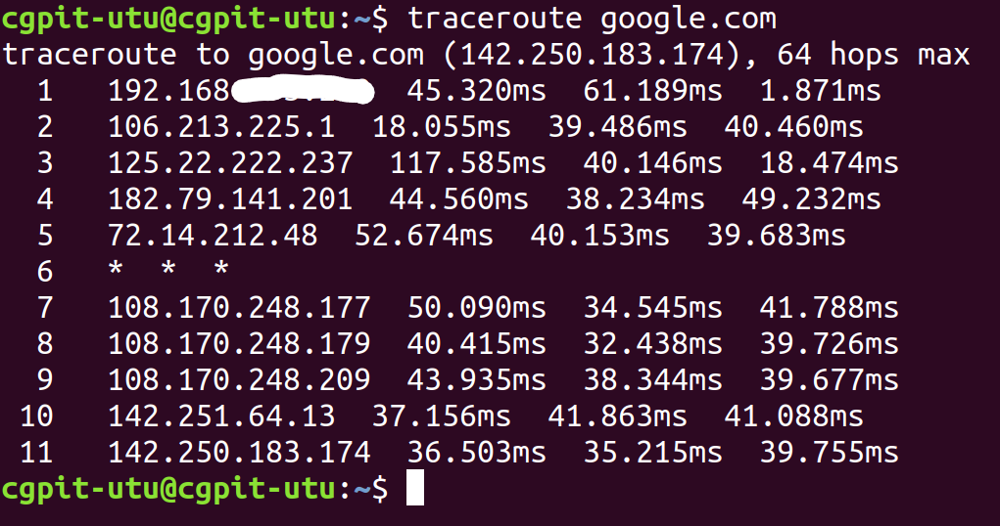 cgpit-utu@cgpit-utu:~$ traceroute google.com
traceroute to google.com (142.250.183.174), 64 hops max
1 192.168 45.320ms 61.189ms 1.871ms
2 106.213.225.1 18.055ms 39.486ms 40.460ms
3 125.22.222.237 117.585ms 40.146ms 18.474ms
4 182.79.141.201 44.560ms 38.234ms 49.232ms
5 72.14.212.48 52.674ms 40.153ms 39.683ms
6 * * *
7 108.170.248.177 50.090ms 34.545ms 41.788ms
8 108.170.248.179 40.415ms 32.438ms 39.726ms
9 108.170.248.209 43.935ms 38.344ms 39.677ms
10 142.251.64.13 37.156ms 41.863ms 41.088ms
11 142.250.183.174 36.503ms 35.215ms 39.755ms
cgpit-utu@cgpit-utu:~$